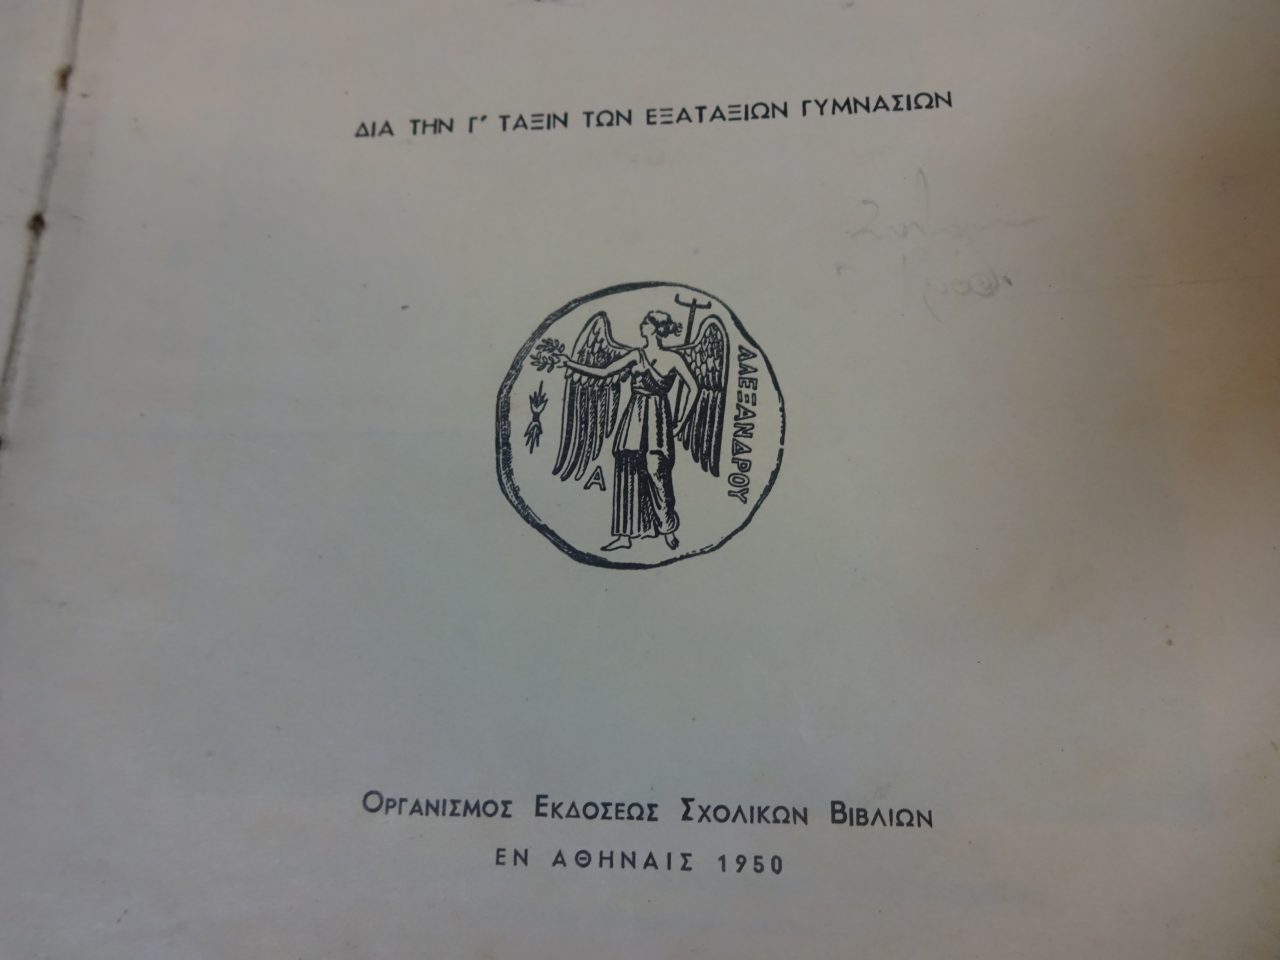 ΔΙΑ ΤΗΝ Γ' ΤΑΞΙΝ ΤΩΝ ΕΞΑΤΑΞΙΩΝ ΓΥΜΝΑΣΙΩΝ
ΑΛΕΞΑΝΔΡΟΥ
Α
ΟΡΓΑΝΙΣΜΟΣ ΕΚΔΟΣΕΩΣ ΣΧΟΛΙΚΩΝ ΒΙΒΛΙΩΝ
ΕΝ ΑΘΗΝΑΙΣ 1950